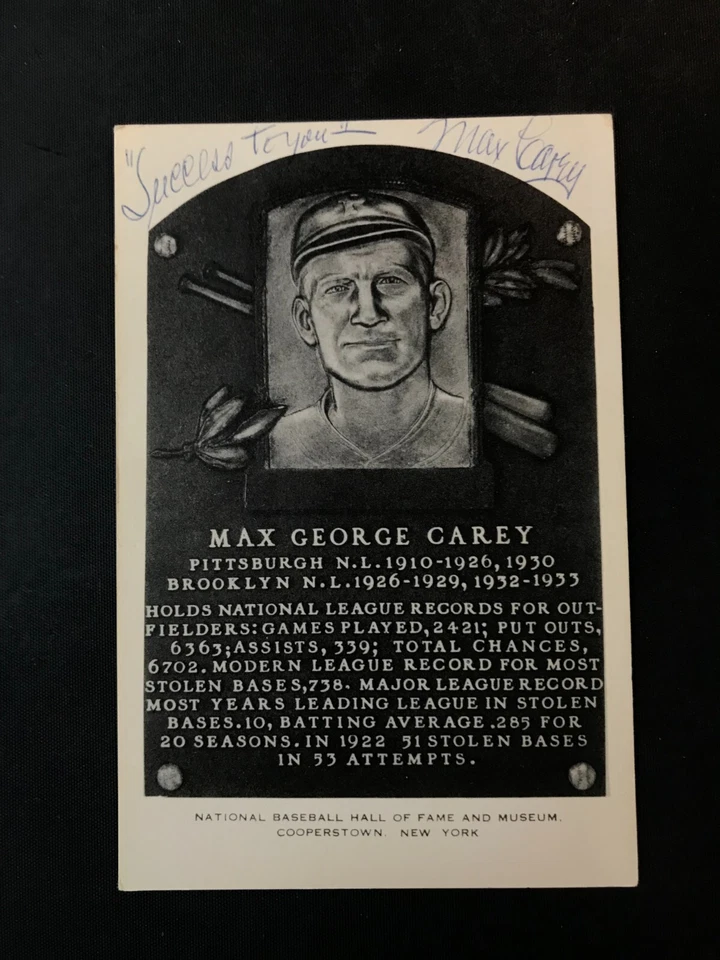 "Success To you" Max Carey
MAX GEORGE CAREY
PITTSBURGH N.L. 1910-1926, 1930
BROOKLYN N.L. 1926-1929, 1932-1933
HOLDS NATIONAL LEAGUE RECORDS FOR OUT-
FIELDERS: GAMES PLAYED, 2421; PUT OUTS,
6363; ASSISTS, 339; TOTAL CHANCES,
6702. MODERN LEAGUE RECORD FOR MOST
STOLEN BASES, 738. MAJOR LEAGUE RECORD
MOST YEARS LEADING LEAGUE IN STOLEN
BASES. 10, BATTING AVERAGE .285 FOR
20 SEASONS. IN 1922 51 STOLEN BASES
IN 53 ATTEMPTS.
NATIONAL BASEBALL HALL OF FAME AND MUSEUM.
COOPERSTOWN. NEW YORK